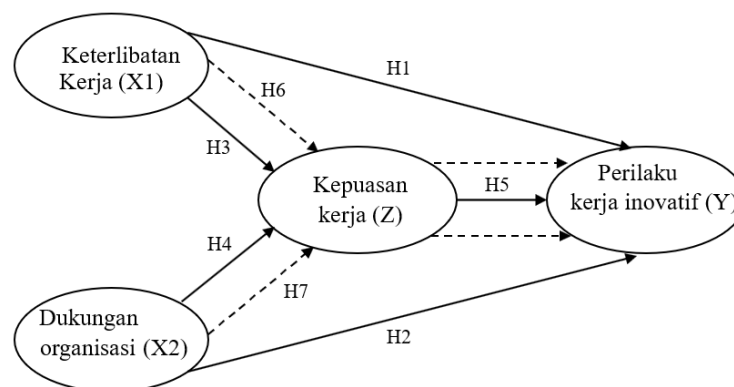 Keterlibatan
Kerja (X1)
H1
H6
H3
Kepuasan
kerja (Z)
H5
Perilaku
kerja inovatif (Y)
H4
H7
Dukungan
organisasi (X2)
H2